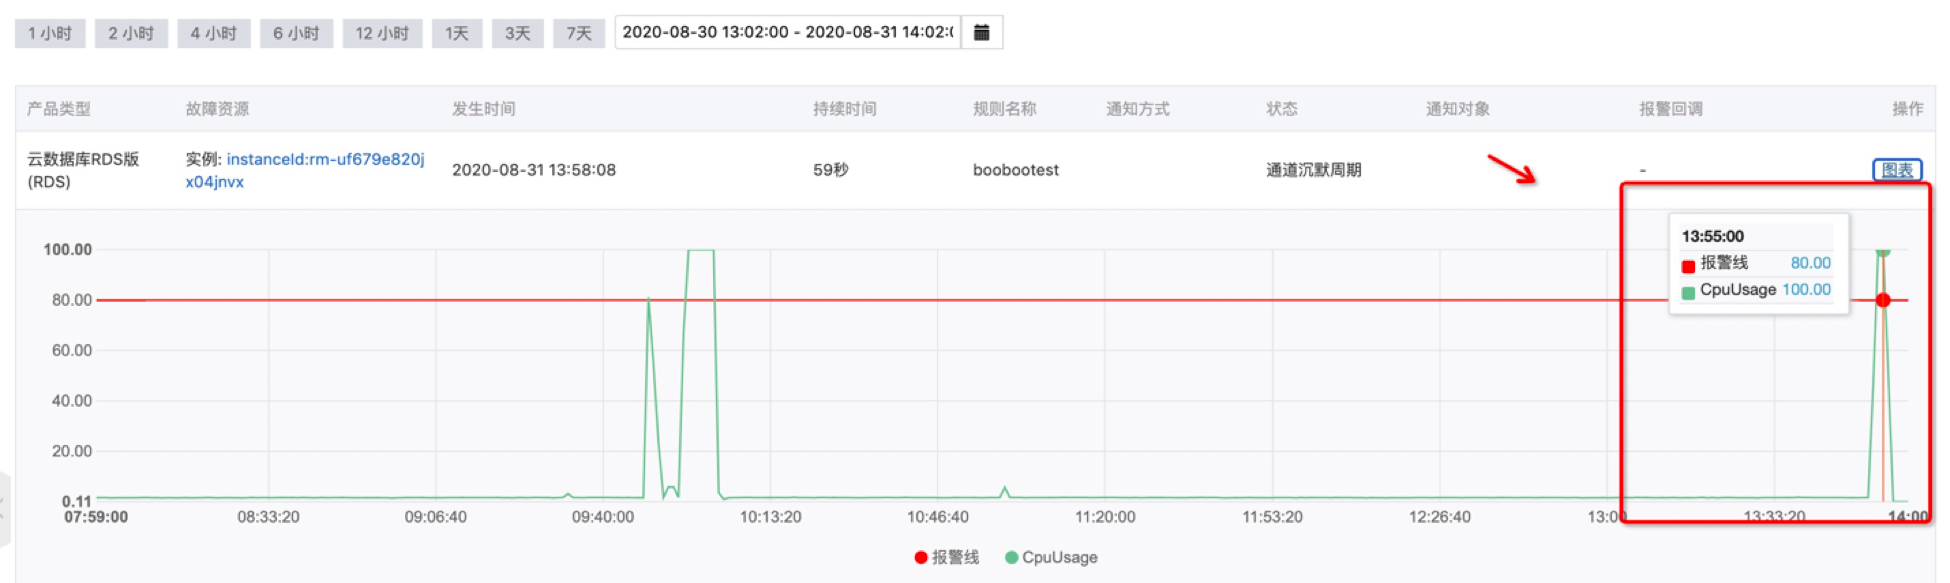 1 小时 2 小时 4 小时 6 小时 12 小时 1天 3天 7天 2020-08-30 13:02:00 - 2020-08-31 14:02:
产品类型 故障资源 发生时间 持续时间 规则名称 通知方式 状态 通知对象 报警回调 操作
云数据库RDS版 实例: instanceId:rm-uf679e820j
(RDS) x04jnvx 2020-08-31 13:58:08 59秒 boobootest 通道沉默周期 - 图表
13:55:00
报警线 80.00
CpuUsage 100.00
100.00
80.00
60.00
40.00
20.00
0.11
07:59:00 08:33:20 09:06:40 09:40:00 10:13:20 10:46:40 11:20:00 11:53:20 12:26:40 13:00 13:33:20 14:00
报警线 CpuUsage